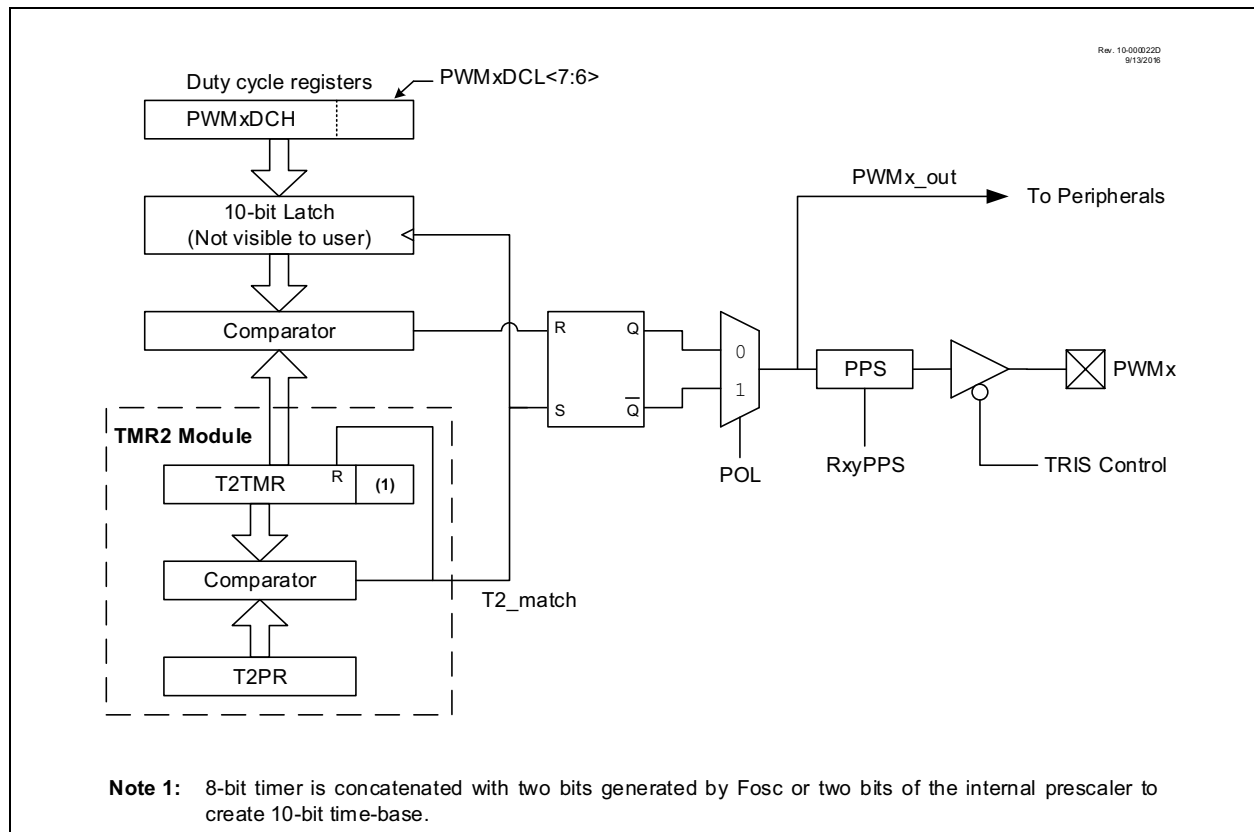 Rev. 10-000022D
9/13/2016
Duty cycle registers
PWMxDCL<7:6>
PWMxDCH
10-bit Latch
(Not visible to user)
Comparator
R
Q
S
Q̅
0
1
POL
PWMx_out
To Peripherals
PPS
RxyPPS
PWMx
TRIS Control
TMR2 Module
T2TMR
R
(1)
Comparator
T2_match
T2PR
Note 1: 8-bit timer is concatenated with two bits generated by Fosc or two bits of the internal prescaler to
create 10-bit time-base.